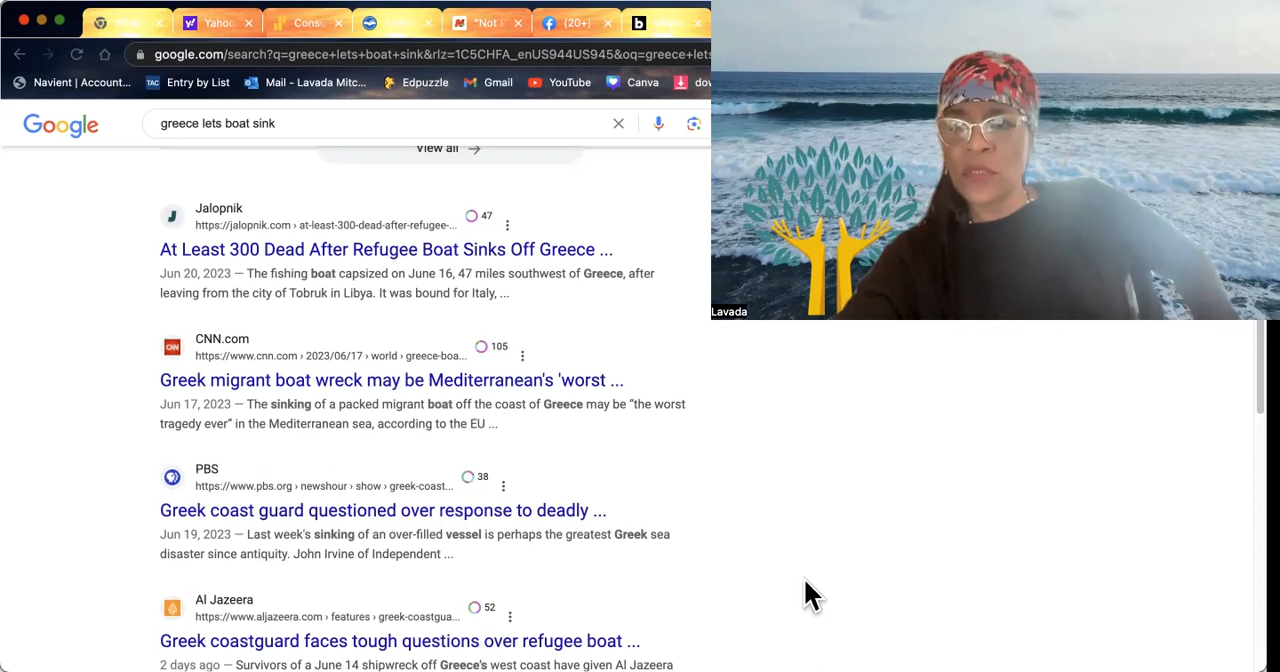 Yahoo
Consu
"Not E
(20+)
google.com/search?q=greece+lets+boat+sink&rlz=1C5CHFA_enUS944US945&oq=greece+lets
Navient | Account...
TAC
Entry by List
Mail - Lavada Mitc...
Edpuzzle
Gmail
YouTube
Canva
dov
Google
greece lets boat sink
View all
Jalopnik
https://jalopnik.com › at-least-300-dead-after-refugee-...
47
At Least 300 Dead After Refugee Boat Sinks Off Greece ...
Jun 20, 2023 — The fishing boat capsized on June 16, 47 miles southwest of Greece, after
leaving from the city of Tobruk in Libya. It was bound for Italy, ...
CNN
CNN.com
https://www.cnn.com › 2023/06/17 › world › greece-boa...
105
Greek migrant boat wreck may be Mediterranean's 'worst ...
Jun 17, 2023 — The sinking of a packed migrant boat off the coast of Greece may be “the worst
tragedy ever” in the Mediterranean sea, according to the EU ...
PBS
https://www.pbs.org › newshour › show › greek-coast...
38
Greek coast guard questioned over response to deadly ...
Jun 19, 2023 — Last week's sinking of an over-filled vessel is perhaps the greatest Greek sea
disaster since antiquity. John Irvine of Independent ...
Al Jazeera
https://www.aljazeera.com › features › greek-coastgua...
52
Greek coastguard faces tough questions over refugee boat ...
2 days ago — Survivors of a June 14 shipwreck off Greece's west coast have given Al Jazeera
Lavada